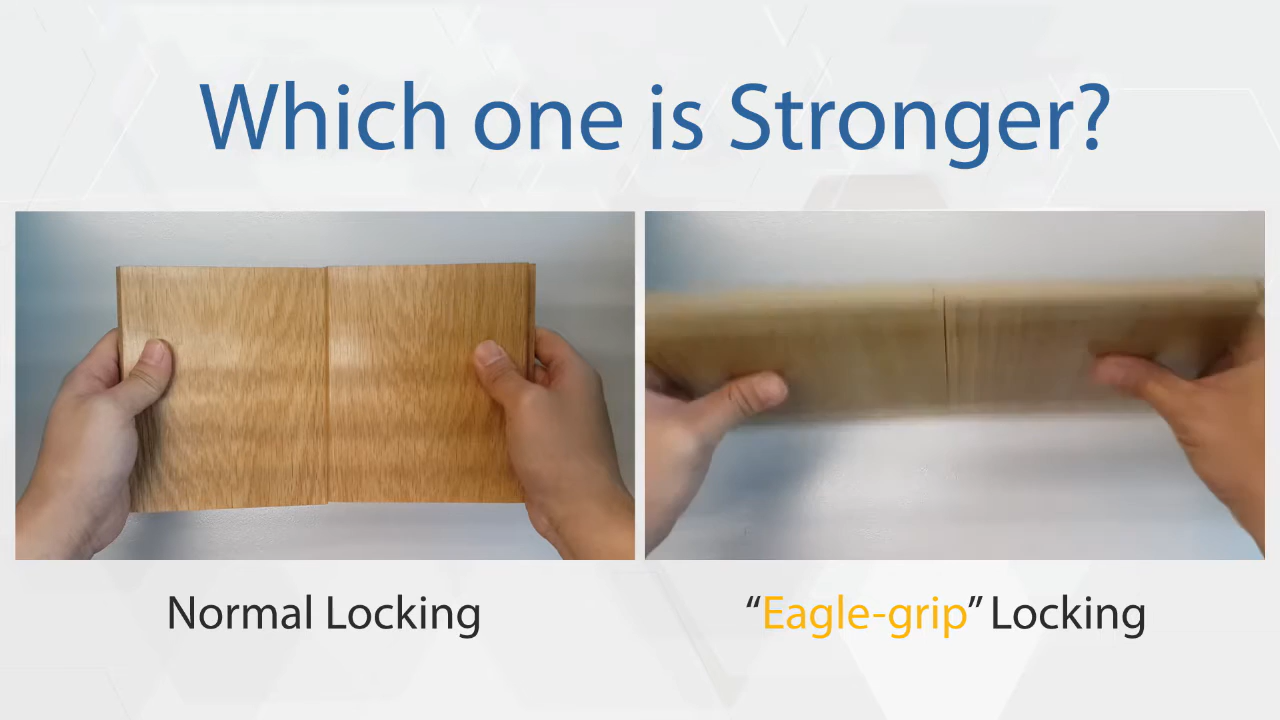 Which one is Stronger?
Normal Locking
“Eagle-grip” Locking